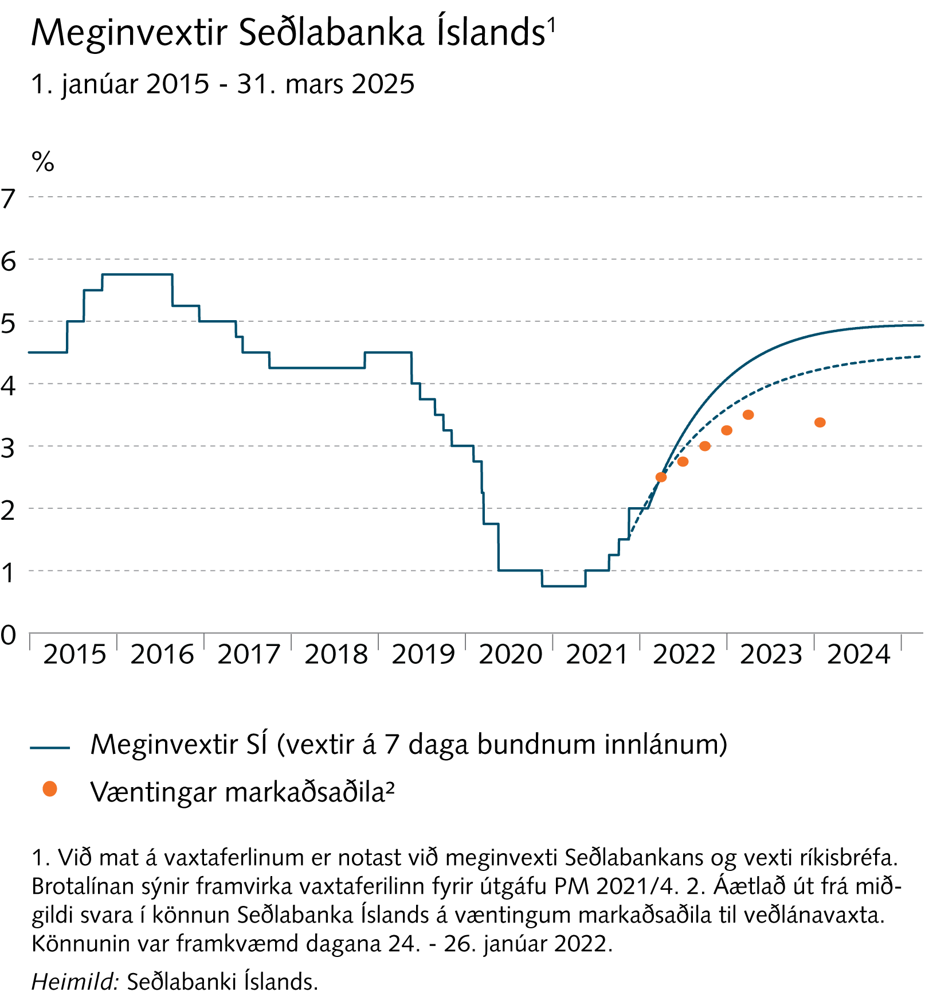 Meginvextir Seðlabanka Íslands¹
1. janúar 2015 - 31. mars 2025
%
7
6
5
4
3
2
1
0
2015 2016 2017 2018 2019 2020 2021 2022 2023 2024
Meginvextir SÍ (vextir á 7 daga bundnum innlánum)
Væntingar markaðsaðila²
1. Við mat á vaxtaferlinum er notast við meginvexti Seðlabankans og vexti ríkisbréfa.
Brotalínan sýnir framvirka vaxtaferilinn fyrir útgáfu PM 2021/4. 2. Áætlað út frá mið-
gildi svara í könnun Seðlabanka Íslands á væntingum markaðsaðila til veðlánavaxta.
Könnunin var framkvæmd dagana 24. - 26. janúar 2022.
Heimild: Seðlabanki Íslands.